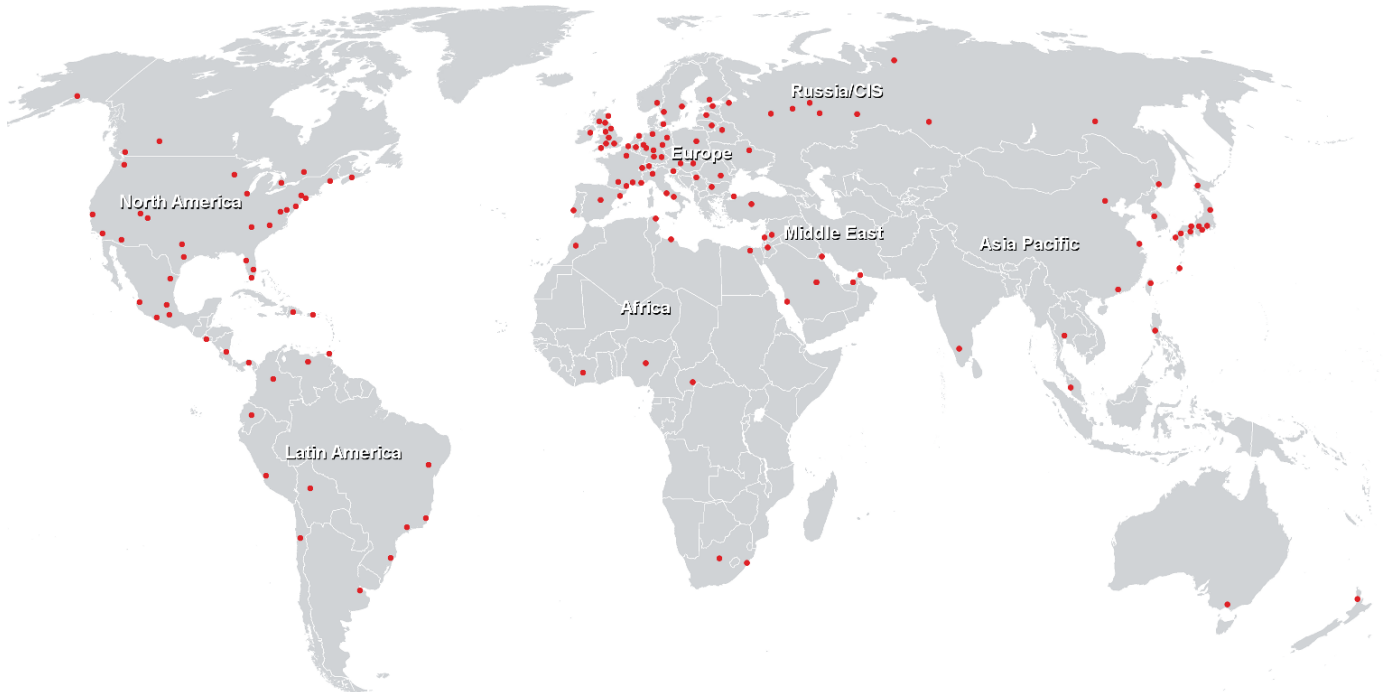 Russia/CIS
Europe
North America
Middle East
Asia Pacific
Africa
Latin America